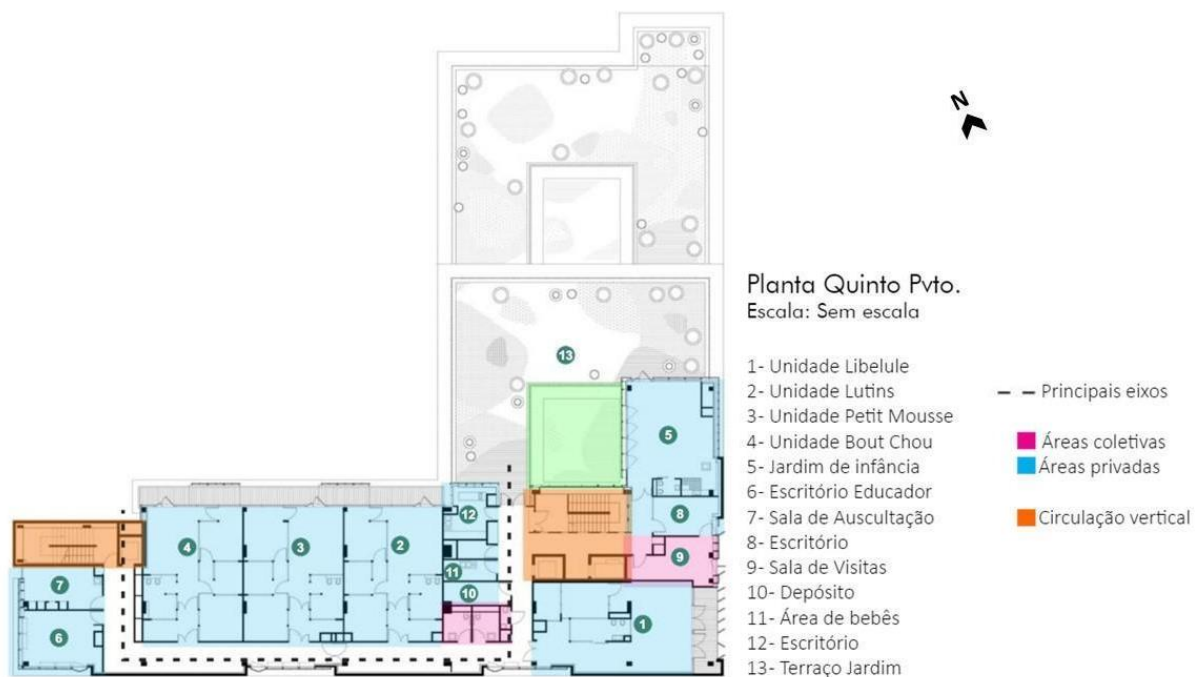 N
13
5
12
8
4
3
2
11
9
7
10
6
1
Planta Quinto Pvto.
Escala: Sem escala
1- Unidade Libelule
2- Unidade Lutins
3- Unidade Petit Mousse
4- Unidade Bout Chou
5- Jardim de infância
6- Escritório Educador
7- Sala de Auscultação
8- Escritório
9- Sala de Visitas
10- Depósito
11- Área de bebês
12- Escritório
13- Terraço Jardim
Principais eixos
Áreas coletivas
Áreas privadas
Circulação vertical